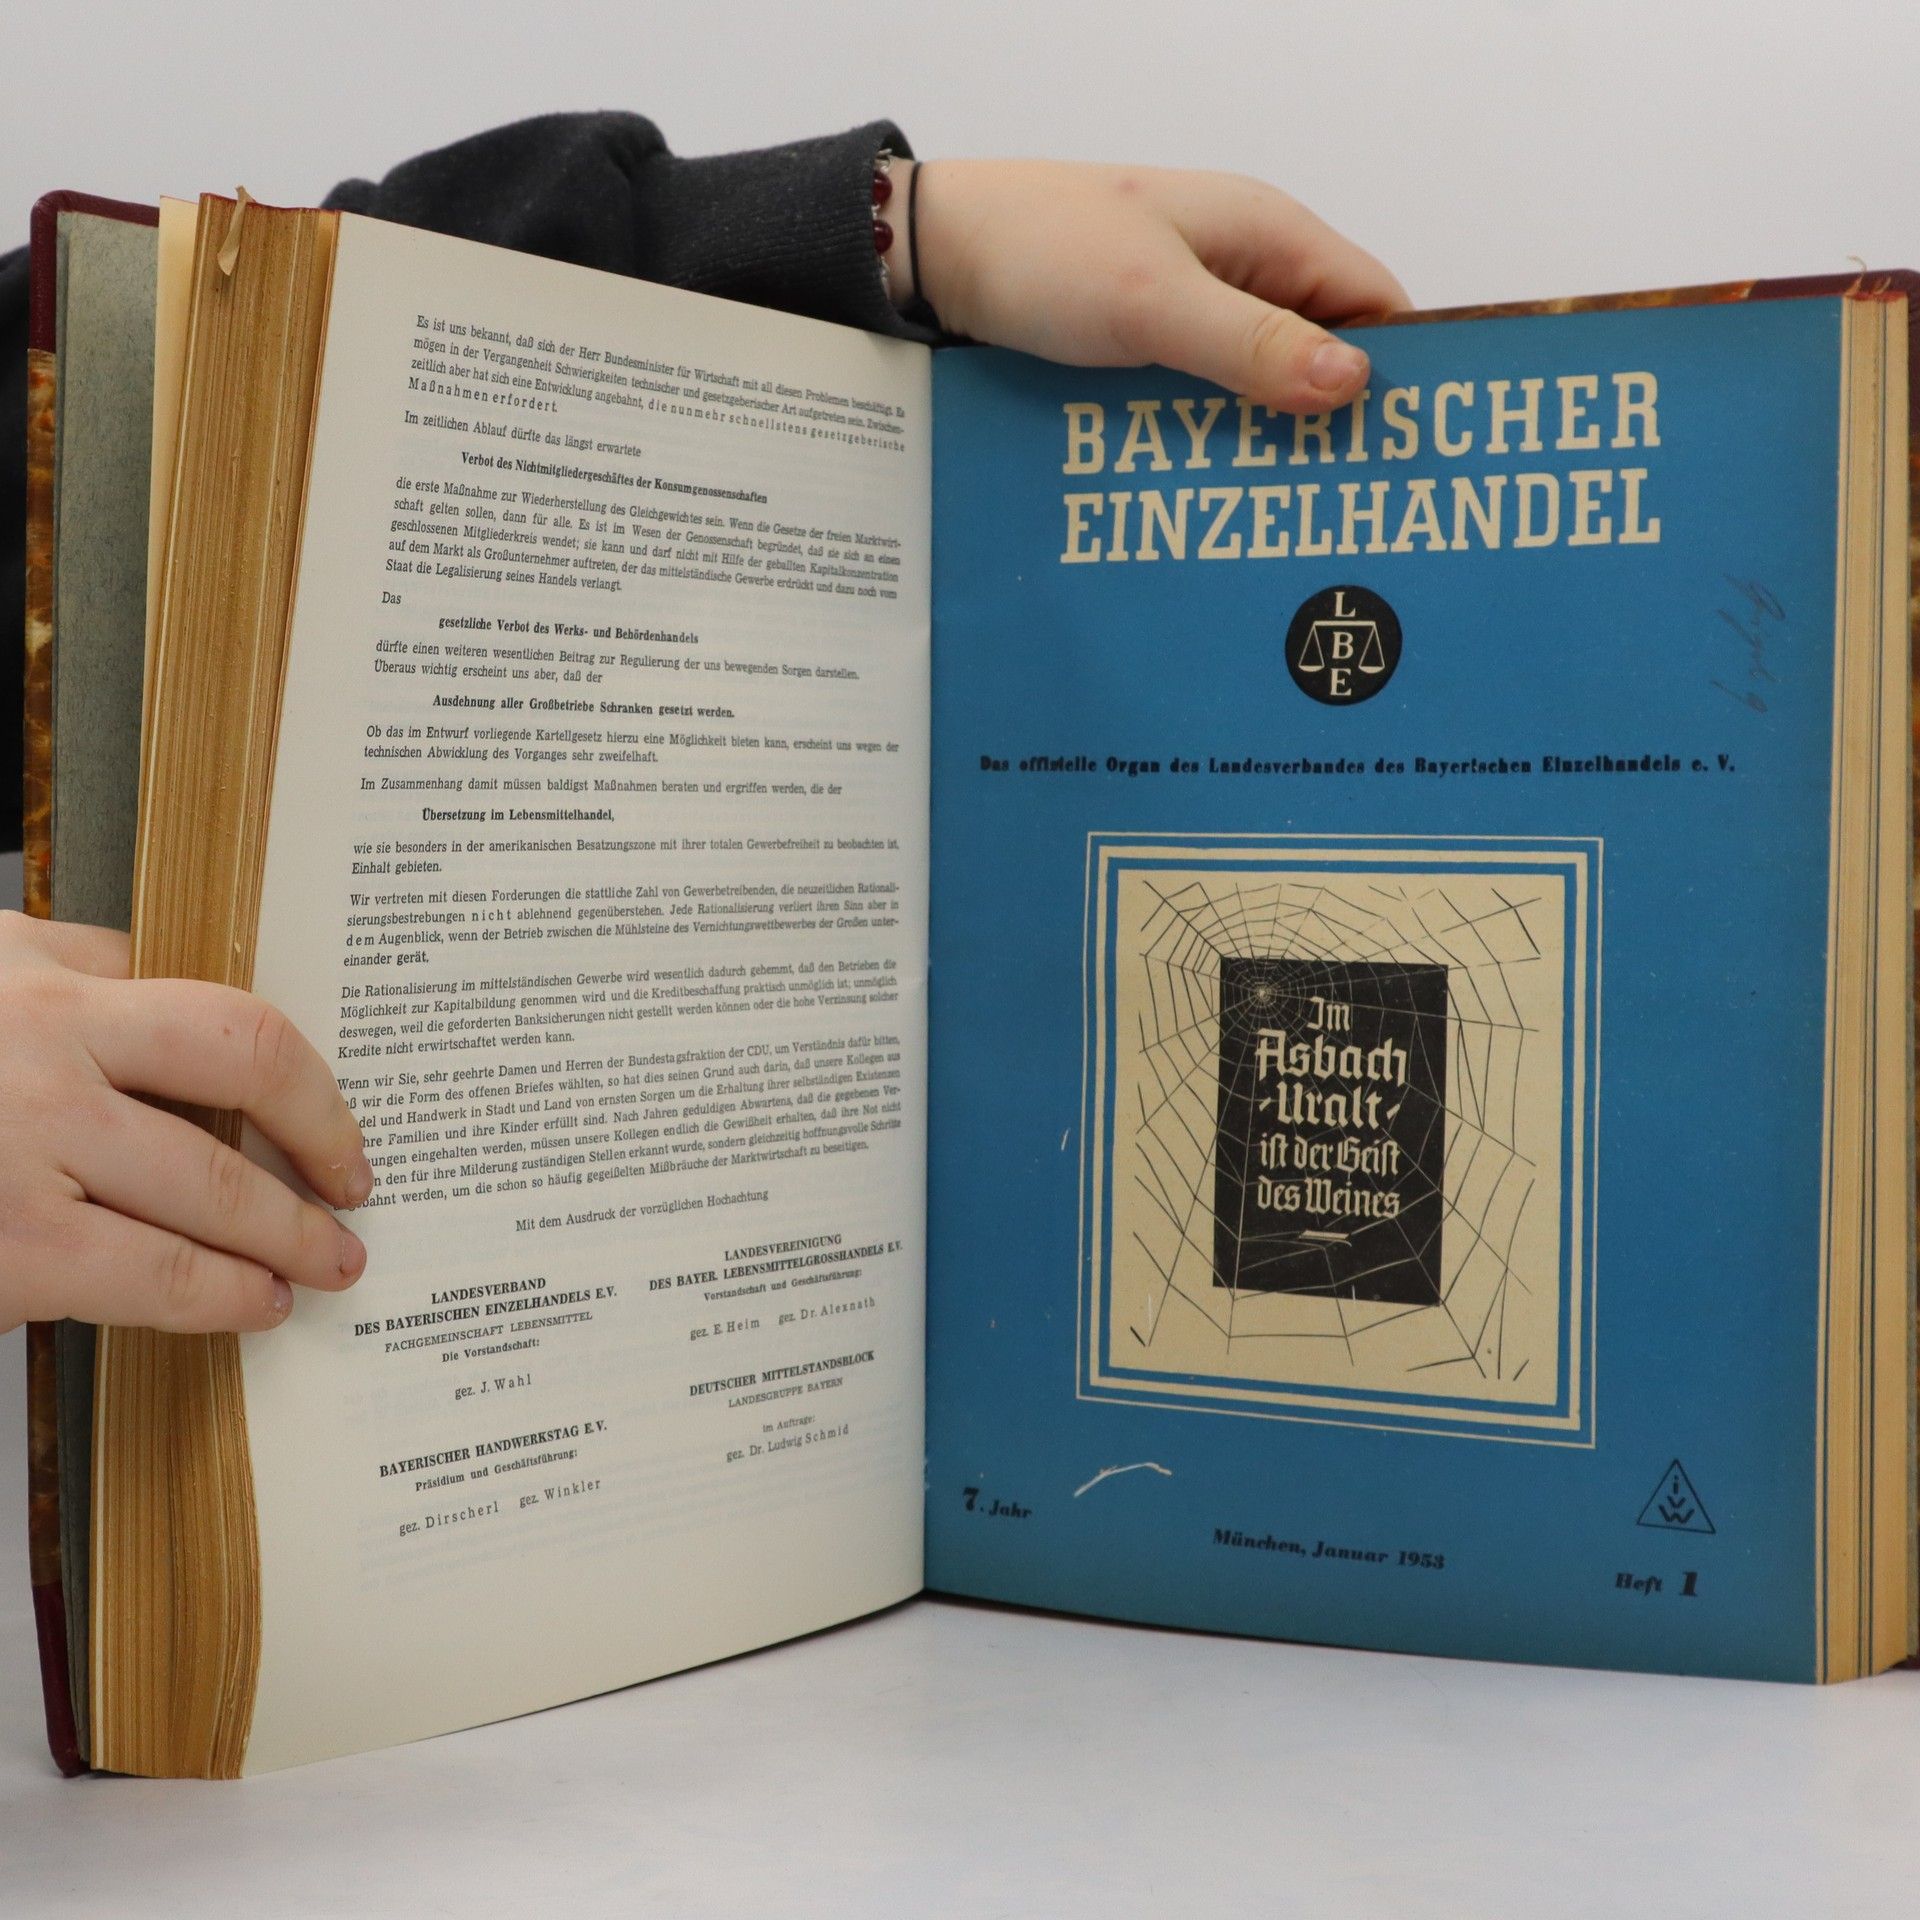 Es ist uns bekannt, daß sich der Herr Bundesminister für Wirtschaft mit all diesen Problemen beschäftigt. Es
mögen in der Vergangenheit Schwierigkeiten technischer und gesetzgeberischer Art aufgetreten sein. Zwischen-
zeitlich aber hat sich eine Entwicklung angebahnt, die nunmehr schnellstens gesetzgeberische
Maßnahmen erfordert.
Im zeitlichen Ablauf dürfte das längst erwartete
Verbot des Nichtmitgliedergeschäftes der Konsumgenossenschaften
die erste Maßnahme zur Wiederherstellung des Gleichgewichtes sein. Wenn die Gesetze der freien Marktwirt-
schaft gelten sollen, dann für alle. Es ist im Wesen der Genossenschaft begründet, daß sie sich an einen
geschlossenen Mitgliederkreis wendet; sie kann und darf nicht mit Hilfe der geballten Kapitalkonzentration
auf dem Markt als Großunternehmer auftreten, der das mittelständische Gewerbe erdrückt und dazu noch vom
Staat die Legalisierung seines Handels verlangt.
Das
gesetzliche Verbot des Werks- und Behördenhandels
dürfte einen weiteren wesentlichen Beitrag zur Regulierung der uns bewegenden Sorgen darstellen.
Überaus wichtig erscheint uns aber, daß der
Ausdehnung aller Großbetriebe Schranken gesetzt werden.
Ob das im Entwurf vorliegende Kartellgesetz hierzu eine Möglichkeit bieten kann, erscheint uns wegen der
technischen Abwicklung des Vorganges sehr zweifelhaft.
Im Zusammenhang damit müssen baldigst Maßnahmen beraten und ergriffen werden, die der
Übersetzung im Lebensmittelhandel,
wie sie besonders in der amerikanischen Besatzungszone mit ihrer totalen Gewerbefreiheit zu beobachten ist,
Einhalt gebieten.
Wir vertreten mit diesen Forderungen die stattliche Zahl von Gewerbetreibenden, die neuzeitlichen Rationali-
sierungsbestrebungen nicht ablehnend gegenüberstehen. Jede Rationalisierung verliert ihren Sinn aber in
dem Augenblick, wenn der Betrieb zwischen die Mühlsteine des Vernichtungswettbewerbes der Großen unter-
einander gerät.
Die Rationalisierung im mittelständischen Gewerbe wird wesentlich dadurch gehemmt, daß den Betrieben die
Möglichkeit zur Kapitalbildung genommen wird und die Kreditbeschaffung praktisch unmöglich ist; unmöglich
deswegen, weil die geforderten Banksicherungen nicht gestellt werden können oder die hohe Verzinsung solcher
Kredite nicht erwirtschaftet werden kann.
Wenn wir Sie, sehr geehrte Damen und Herren der Bundestagsfraktion der CDU, um Verständnis dafür bitten,
wir die Form des offenen Briefes wählten, so hat dies seinen Grund auch darin, daß unsere Kollegen aus
del und Handwerk in Stadt und Land von ernsten Sorgen um die Erhaltung ihrer selbständigen Existenzen
hre Familien und ihre Kinder erfüllt sind. Nach Jahren geduldigen Abwartens, daß die gegebenen Ver-
ungen eingehalten werden, müssen unsere Kollegen endlich die Gewißheit erhalten, daß ihre Not nicht
n den für ihre Milderung zuständigen Stellen erkannt wurde, sondern gleichzeitig hoffnungsvolle Schritte
bahnt werden, um die schon so häufig gegeißelten Mißbräuche der Marktwirtschaft zu beseitigen.
Mit dem Ausdruck der vorzüglichen Hochachtung
LANDESVERBAND
DES BAYERISCHEN EINZELHANDELS E.V.
FACHGEMEINSCHAFT LEBENSMITTEL
Die Vorstandschaft:
gez. J. Wahl
LANDESVEREINIGUNG
DES BAYER. LEBENSMITTELGROSSHANDELS E.V.
Vorstandschaft und Geschäftsführung:
gez. E. Heim gez. Dr. Alexnath
BAYERISCHER HANDWERKSTAG E.V.
Präsidium und Geschäftsführung:
gez. Dirscherl gez. Winkler
DEUTSCHER MITTELSTANDSBLOCK
LANDESGRUPPE BAYERN
im Auftrage:
gez. Dr. Ludwig Schmid
BAYERISCHER
EINZELHANDEL
L
B
E
Das offizielle Organ des Landesverbandes des Bayerischen Einzelhandels e. V.
Im
Asbach
-Uralt-
ist der Geist
des Weines
7. Jahr
München, Januar 1953
Heft 1